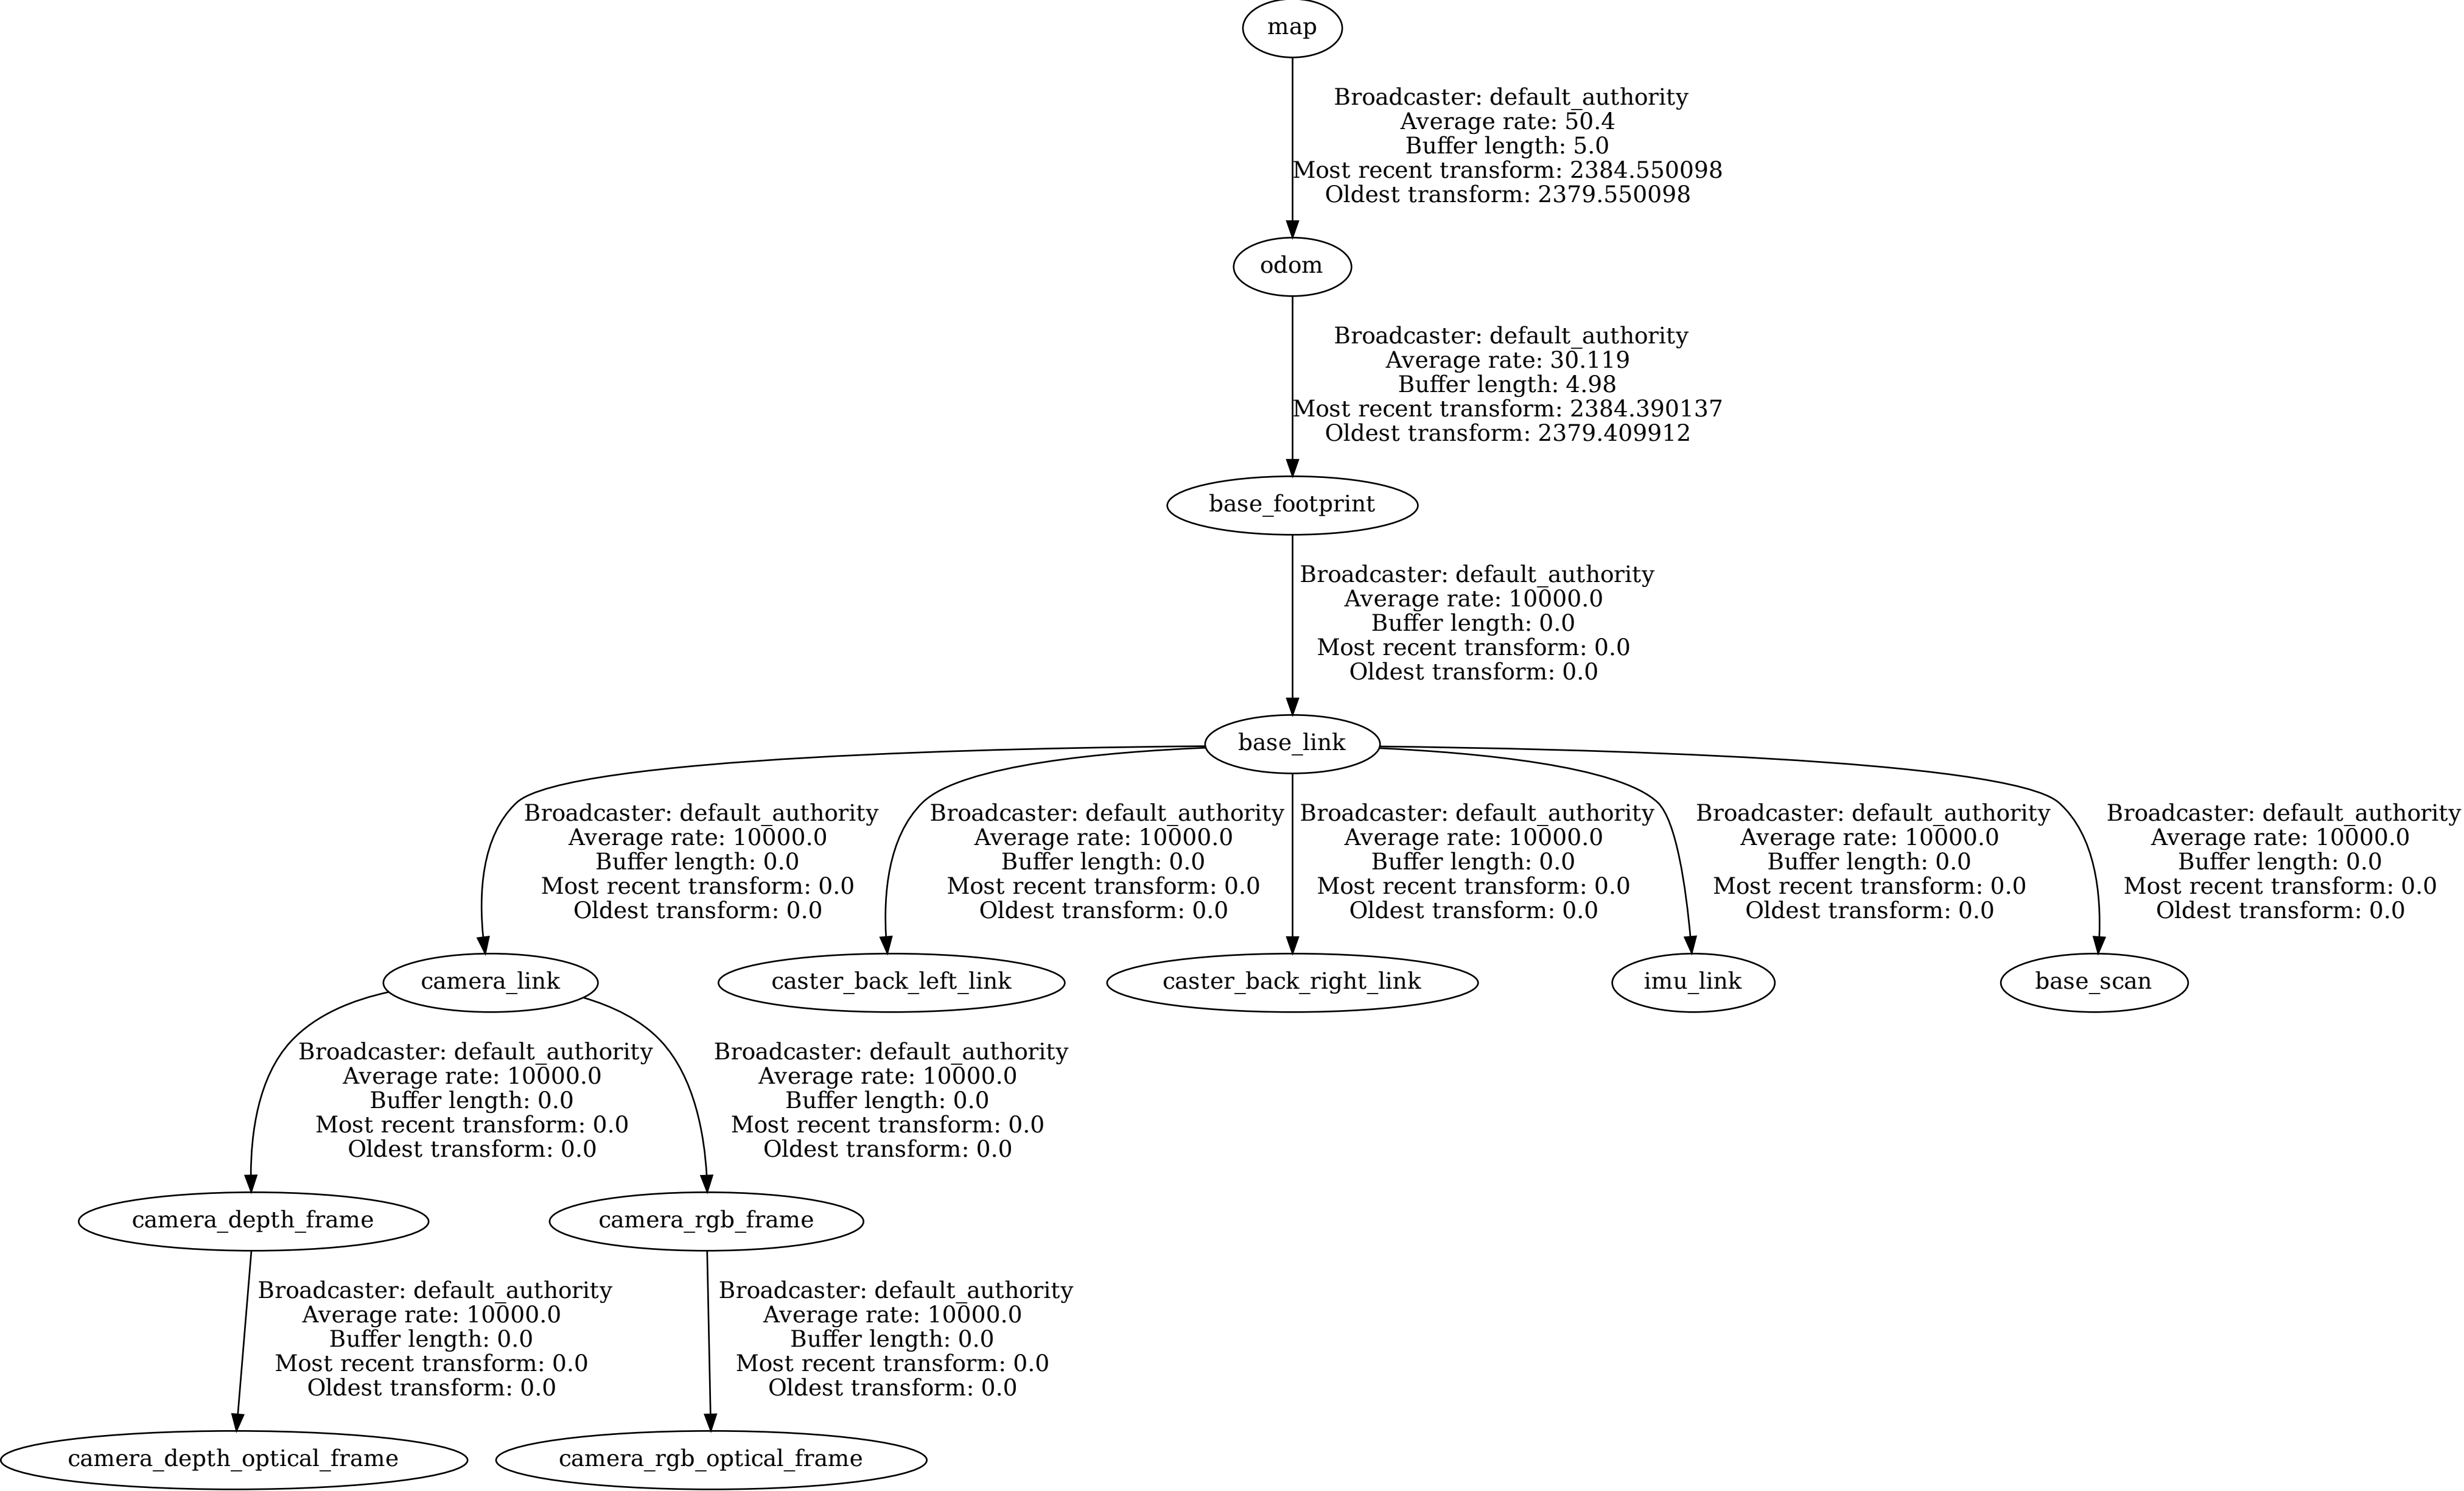 map
Broadcaster: default_authority
Average rate: 50.4
Buffer length: 5.0
Most recent transform: 2384.550098
Oldest transform: 2379.550098
odom
Broadcaster: default_authority
Average rate: 30.119
Buffer length: 4.98
Most recent transform: 2384.390137
Oldest transform: 2379.409912
base_footprint
Broadcaster: default_authority
Average rate: 10000.0
Buffer length: 0.0
Most recent transform: 0.0
Oldest transform: 0.0
base_link
Broadcaster: default_authority
Average rate: 10000.0
Buffer length: 0.0
Most recent transform: 0.0
Oldest transform: 0.0
Broadcaster: default_authority
Average rate: 10000.0
Buffer length: 0.0
Most recent transform: 0.0
Oldest transform: 0.0
Broadcaster: default_authority
Average rate: 10000.0
Buffer length: 0.0
Most recent transform: 0.0
Oldest transform: 0.0
Broadcaster: default_authority
Average rate: 10000.0
Buffer length: 0.0
Most recent transform: 0.0
Oldest transform: 0.0
Broadcaster: default_authority
Average rate: 10000.0
Buffer length: 0.0
Most recent transform: 0.0
Oldest transform: 0.0
camera_link
caster_back_left_link
caster_back_right_link
imu_link
base_scan
Broadcaster: default_authority
Average rate: 10000.0
Buffer length: 0.0
Most recent transform: 0.0
Oldest transform: 0.0
Broadcaster: default_authority
Average rate: 10000.0
Buffer length: 0.0
Most recent transform: 0.0
Oldest transform: 0.0
camera_depth_frame
camera_rgb_frame
Broadcaster: default_authority
Average rate: 10000.0
Buffer length: 0.0
Most recent transform: 0.0
Oldest transform: 0.0
Broadcaster: default_authority
Average rate: 10000.0
Buffer length: 0.0
Most recent transform: 0.0
Oldest transform: 0.0
camera_depth_optical_frame
camera_rgb_optical_frame